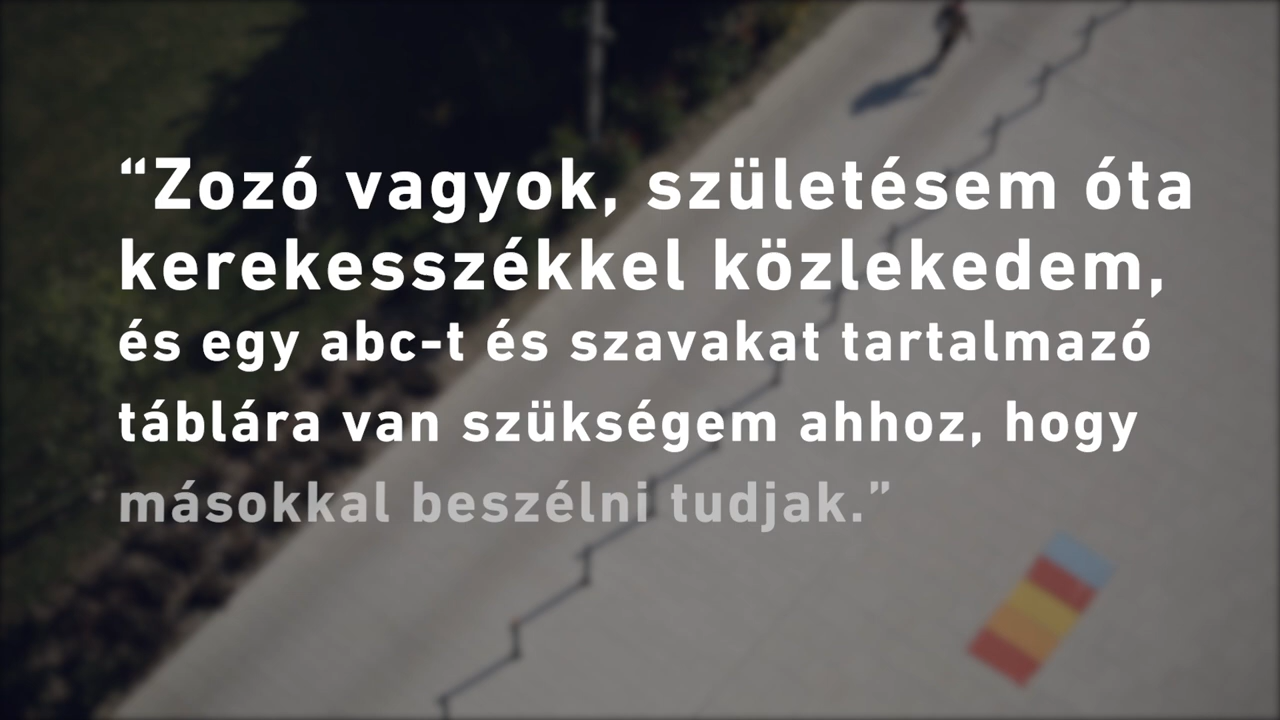 “Zozó vagyok, születésem óta
kerekesszékkel közlekedem,
és egy abc-t és szavakat tartalmazó
táblára van szükségem ahhoz, hogy
másokkal beszélni tudjak.”